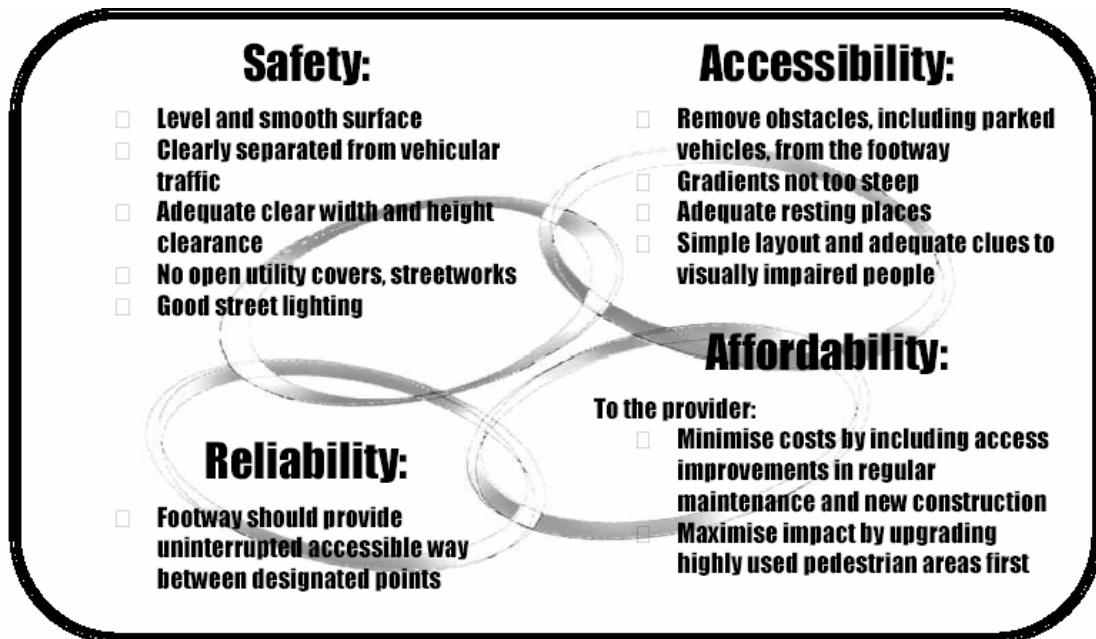 Safety:
Level and smooth surface
Clearly separated from vehicular
traffic
Adequate clear width and height
clearance
No open utility covers, streetworks
Good street lighting
Accessibility:
Remove obstacles, including parked
vehicles, from the footway
Gradients not too steep
Adequate resting places
Simple layout and adequate clues to
visually impaired people
Reliability:
Footway should provide
uninterrupted accessible way
between designated points
Affordability:
To the provider:
Minimise costs by including access
improvements in regular
maintenance and new construction
Maximise impact by upgrading
highly used pedestrian areas first